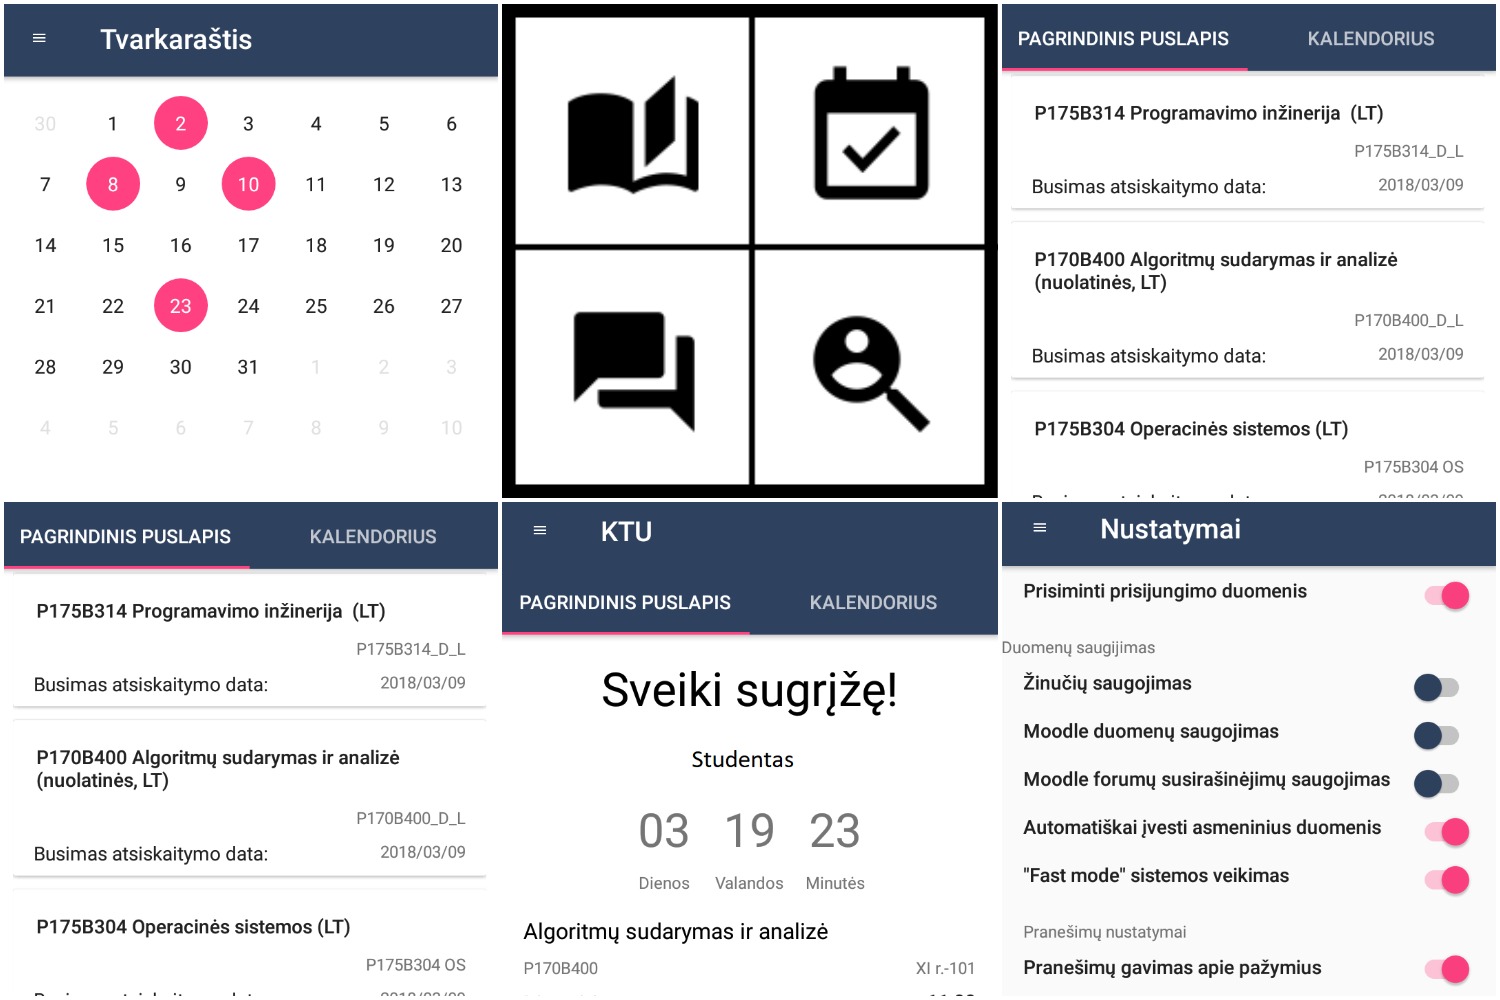 Tvarkaraštis
30 1 2 3 4 5 6
7 8 9 10 11 12 13
14 15 16 17 18 19 20
21 22 23 24 25 26 27
28 29 30 31 1 2 3
4 5 6 7 8 9 10
PAGRINDINIS PUSLAPIS KALENDORIUS
P175B314 Programavimo inžinerija (LT)
P175B314_D_L
Busimas atsiskaitymo data: 2018/03/09
P170B400 Algoritmų sudarymas ir analizė
(nuolatinės, LT)
P170B400_D_L
Busimas atsiskaitymo data: 2018/03/09
P175B304 Operacinės sistemos (LT)
P175B304 OS
PAGRINDINIS PUSLAPIS KALENDORIUS
P175B314 Programavimo inžinerija (LT)
P175B314_D_L
Busimas atsiskaitymo data: 2018/03/09
P170B400 Algoritmų sudarymas ir analizė
(nuolatinės, LT)
P170B400_D_L
Busimas atsiskaitymo data: 2018/03/09
P175B304 Operacinės sistemos (LT)
P175B304 OS
KTU
PAGRINDINIS PUSLAPIS KALENDORIUS
Sveiki sugrįžę!
Studentas
03 19 23
Dienos Valandos Minutės
Algoritmų sudarymas ir analizė
P170B400 XI r.-101
Nustatymai
Prisiminti prisijungimo duomenis
Duomenų saugijimas
Žinučių saugojimas
Moodle duomenų saugojimas
Moodle forumų susirašinėjimų saugojimas
Automatiškai įvesti asmeninius duomenis
"Fast mode" sistemos veikimas
Pranešimų nustatymai
Pranešimų gavimas apie pažymius